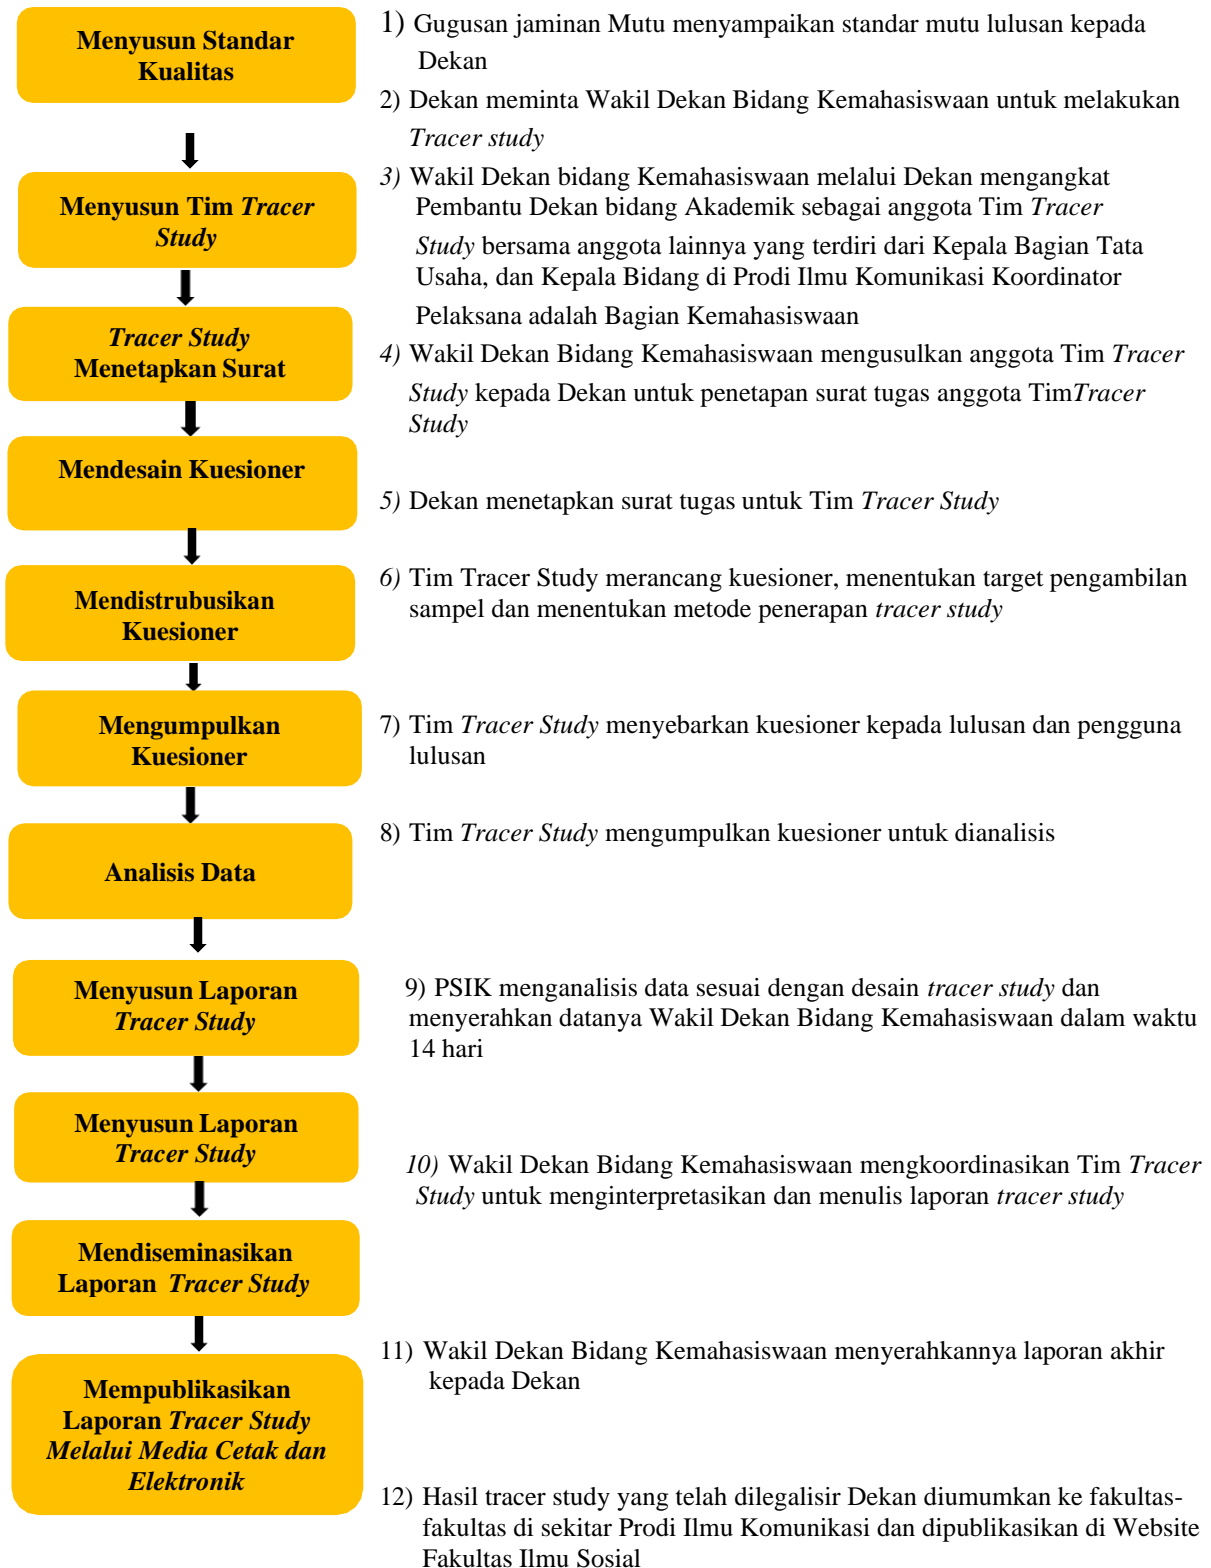 Menyusun Standar
Kualitas
Menyusun Tim Tracer
Study
Tracer Study
Menetapkan Surat
Mendesain Kuesioner
Mendistrubusikan
Kuesioner
Mengumpulkan
Kuesioner
Analisis Data
Menyusun Laporan
Tracer Study
Menyusun Laporan
Tracer Study
Mendiseminasikan
Laporan Tracer Study
Mempublikasikan
Laporan Tracer Study
Melalui Media Cetak dan
Elektronik
1) Gugusan jaminan Mutu menyampaikan standar mutu lulusan kepada
Dekan
2) Dekan meminta Wakil Dekan Bidang Kemahasiswaan untuk melakukan
Tracer study
3) Wakil Dekan bidang Kemahasiswaan melalui Dekan mengangkat
Pembantu Dekan bidang Akademik sebagai anggota Tim Tracer
Study bersama anggota lainnya yang terdiri dari Kepala Bagian Tata
Usaha, dan Kepala Bidang di Prodi Ilmu Komunikasi Koordinator
Pelaksana adalah Bagian Kemahasiswaan
4) Wakil Dekan Bidang Kemahasiswaan mengusulkan anggota Tim Tracer
Study kepada Dekan untuk penetapan surat tugas anggota TimTracer
Study
5) Dekan menetapkan surat tugas untuk Tim Tracer Study
6) Tim Tracer Study merancang kuesioner, menentukan target pengambilan
sampel dan menentukan metode penerapan tracer study
7) Tim Tracer Study menyebarkan kuesioner kepada lulusan dan pengguna
lulusan
8) Tim Tracer Study mengumpulkan kuesioner untuk dianalisis
9) PSIK menganalisis data sesuai dengan desain tracer study dan
menyerahkan datanya Wakil Dekan Bidang Kemahasiswaan dalam waktu
14 hari
10) Wakil Dekan Bidang Kemahasiswaan mengkoordinasikan Tim Tracer
Study untuk menginterpretasikan dan menulis laporan tracer study
11) Wakil Dekan Bidang Kemahasiswaan menyerahkannya laporan akhir
kepada Dekan
12) Hasil tracer study yang telah dilegalisir Dekan diumumkan ke fakultas-
fakultas di sekitar Prodi Ilmu Komunikasi dan dipublikasikan di Website
Fakultas Ilmu Sosial